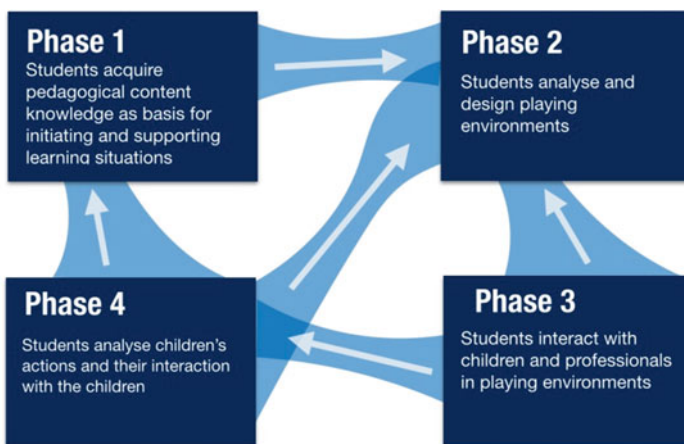 Phase 1
Students acquire
pedagogical content
knowledge as basis for
initiating and supporting
learning situations
Phase 2
Students analyse and
design playing
environments
Phase 4
Students analyse children's
actions and their interaction
with the children
Phase 3
Students interact with
children and professionals
in playing environments